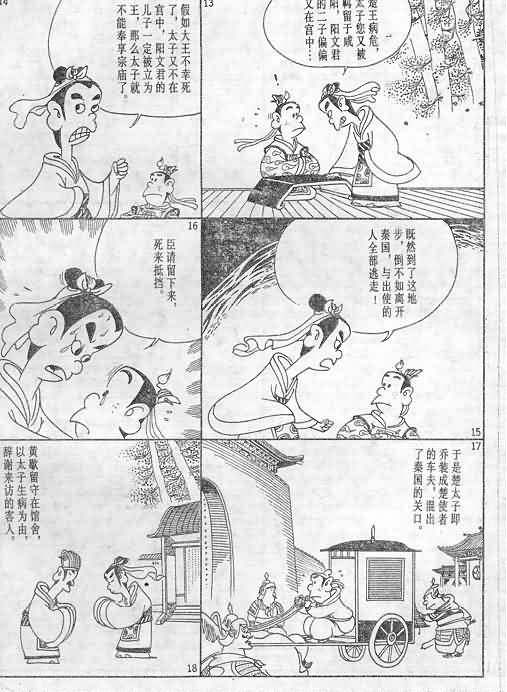 13
楚王病危，
太子您又被
羁留于咸
阳，阳文君
的二子偏偏
又在宫中…
14
假如大王不幸死
了，太子又不在
宫中，阳文君的
儿子一定被立为
王，那么太子就
不能奉享宗庙了。
既然到了这地
步，倒不如离开
秦国，与出使的
人全部逃走！
15
16
臣请留下来，
死来抵挡。
17
于是楚太子即
乔装成楚使者
的车夫，混出
了秦国的关口。
黄歇留守在馆舍，
以太子生病为由，
辞谢来访的客人。
18